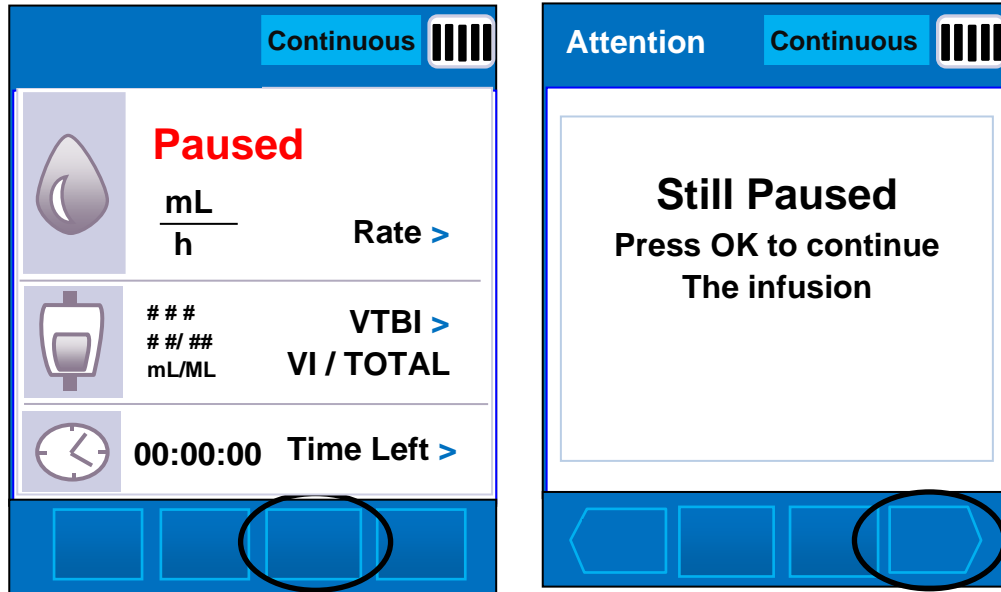 Continuous
Paused
mL
h
Rate >
# # #
# #/ ##
mL/ML
VTBI >
VI / TOTAL
00:00:00 Time Left >
Attention Continuous
Still Paused
Press OK to continue
The infusion